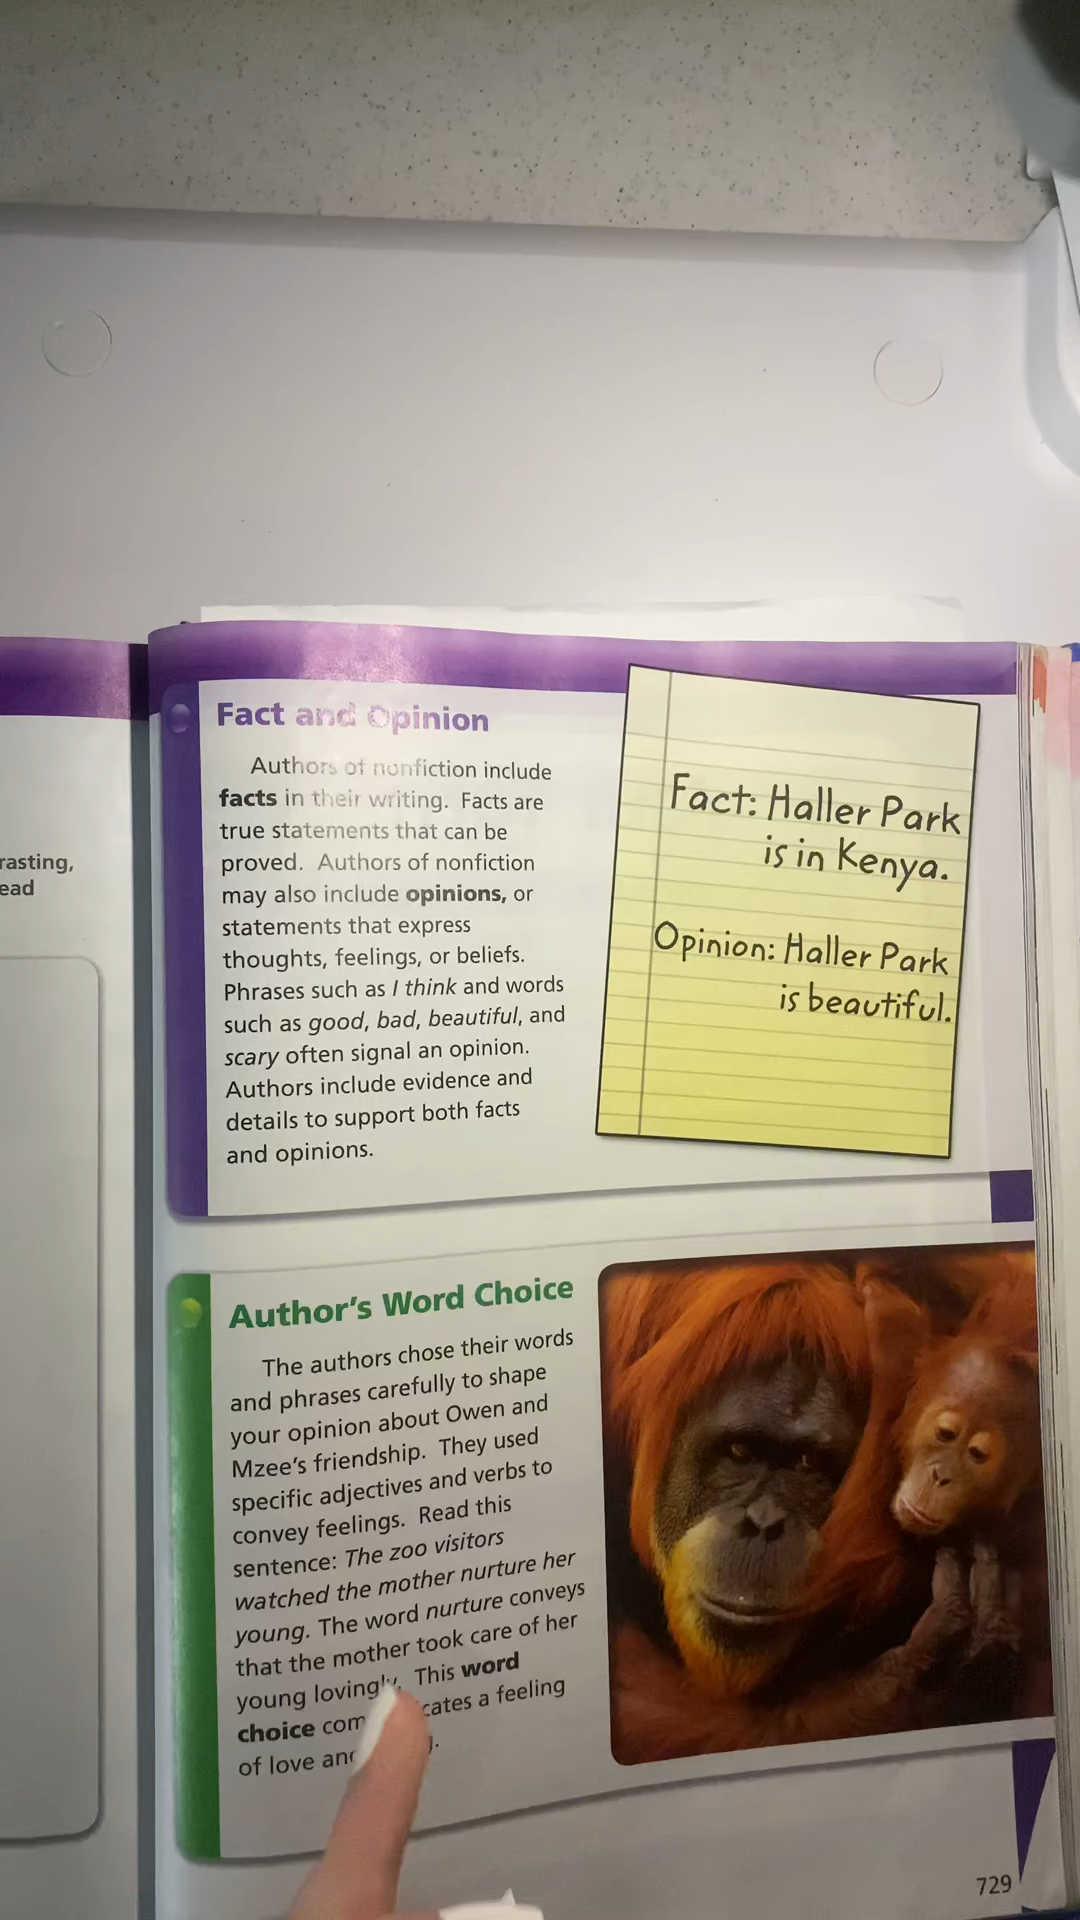 rasting,
ead
Fact and Opinion
Authors of nonfiction include
facts in their writing. Facts are
true statements that can be
proved. Authors of nonfiction
may also include opinions, or
statements that express
thoughts, feelings, or beliefs.
Phrases such as I think and words
such as good, bad, beautiful, and
scary often signal an opinion.
Authors include evidence and
details to support both facts
and opinions.
Fact: Haller Park
is in Kenya.
Opinion: Haller Park
is beautiful.
Author's Word Choice
The authors chose their words
and phrases carefully to shape
your opinion about Owen and
Mzee's friendship. They used
specific adjectives and verbs to
convey feelings. Read this
sentence: The zoo visitors
watched the mother nurture her
young. The word nurture conveys
that the mother took care of her
young lovingly. This word
choice com cates a feeling
of love and
729